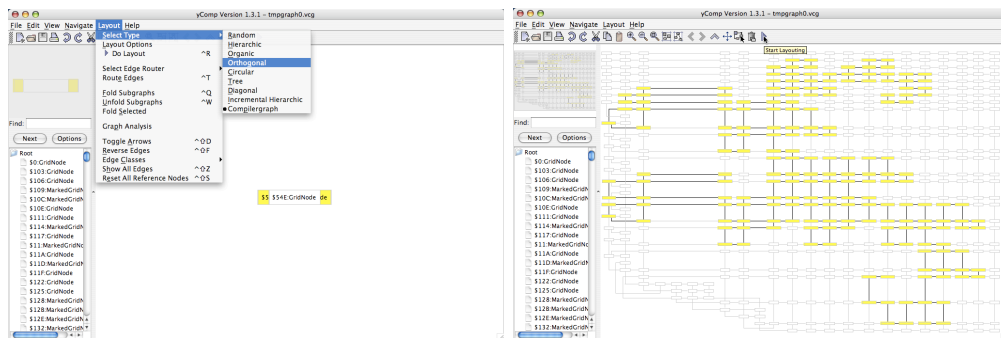 yComp Version 1.3.1 – tmpgraph0.vcg
File Edit View Navigate Layout Help
Select Type
Layout Options
Do Layout ^R
Select Edge Router
Route Edges ^T
Fold Subgraphs ^Q
Unfold Subgraphs ^W
Fold Selected
Graph Analysis
Toggle Arrows ^⇧D
Reverse Edges ^⇧F
Edge Classes
Show All Edges ^⇧Z
Reset All Reference Nodes ^⇧S
Random
Hierarchic
Organic
Orthogonal
Circular
Tree
Diagonal
Incremental Hierarchic
Compilergraph
Find:
Next Options
Root
$0:GridNode
$103:GridNode
$106:GridNode
$109:MarkedGridN
$10C:MarkedGridN
$10E:GridNode
$111:GridNode
$114:MarkedGridN
$117:GridNode
$11:MarkedGridNo
$11A:GridNode
$11D:MarkedGridN
$11F:GridNode
$122:GridNode
$125:GridNode
$128:MarkedGridN
$12B:MarkedGridN
$12E:MarkedGridN
$132:MarkedGridN
$5 $54E:GridNode de
yComp Version 1.3.1 – tmpgraph0.vcg
File Edit View Navigate Layout Help
Start Layouting
Find:
Next Options
Root
$0:GridNode
$103:GridNode
$106:GridNode
$109:MarkedGridN
$10C:MarkedGridN
$10E:GridNode
$111:GridNode
$114:MarkedGridN
$117:GridNode
$11:MarkedGridNo
$11A:GridNode
$11D:MarkedGridN
$11F:GridNode
$122:GridNode
$125:GridNode
$128:MarkedGridN
$12B:MarkedGridN
$12E:MarkedGridN
$132:MarkedGridN